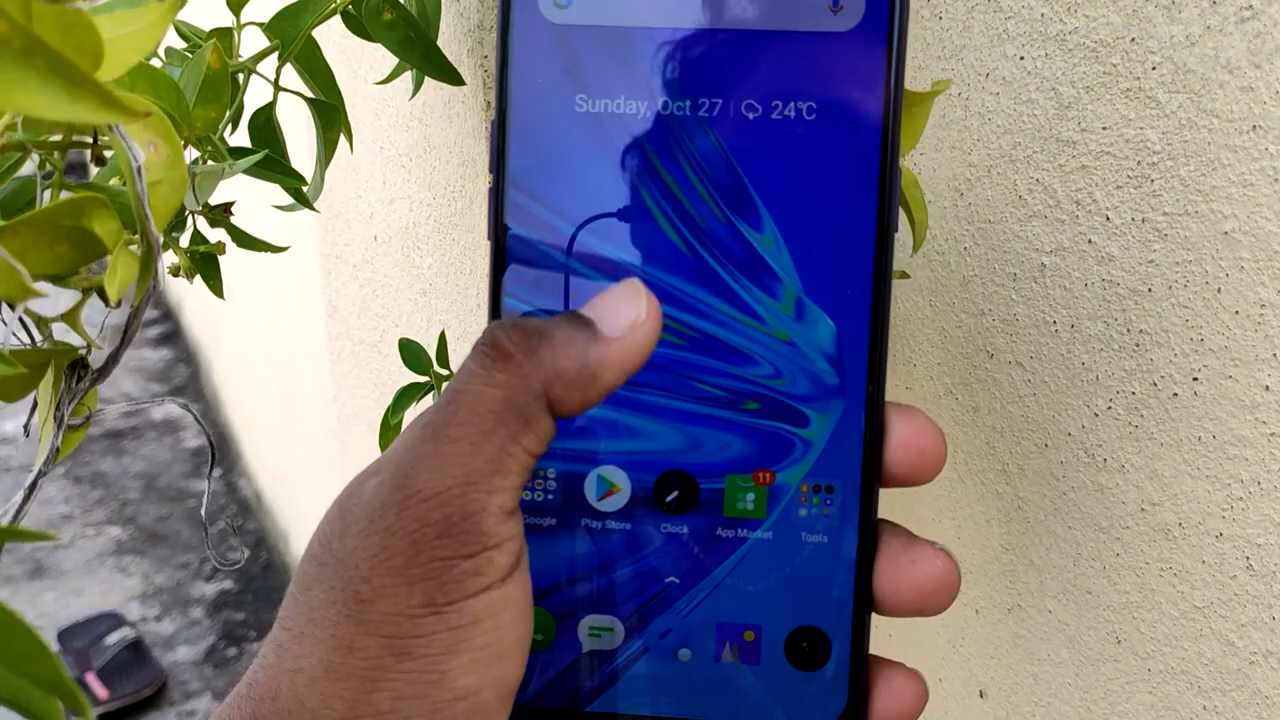 Sunday, Oct 27 | 24℃
11
Google Play Store Clock App Market Tools